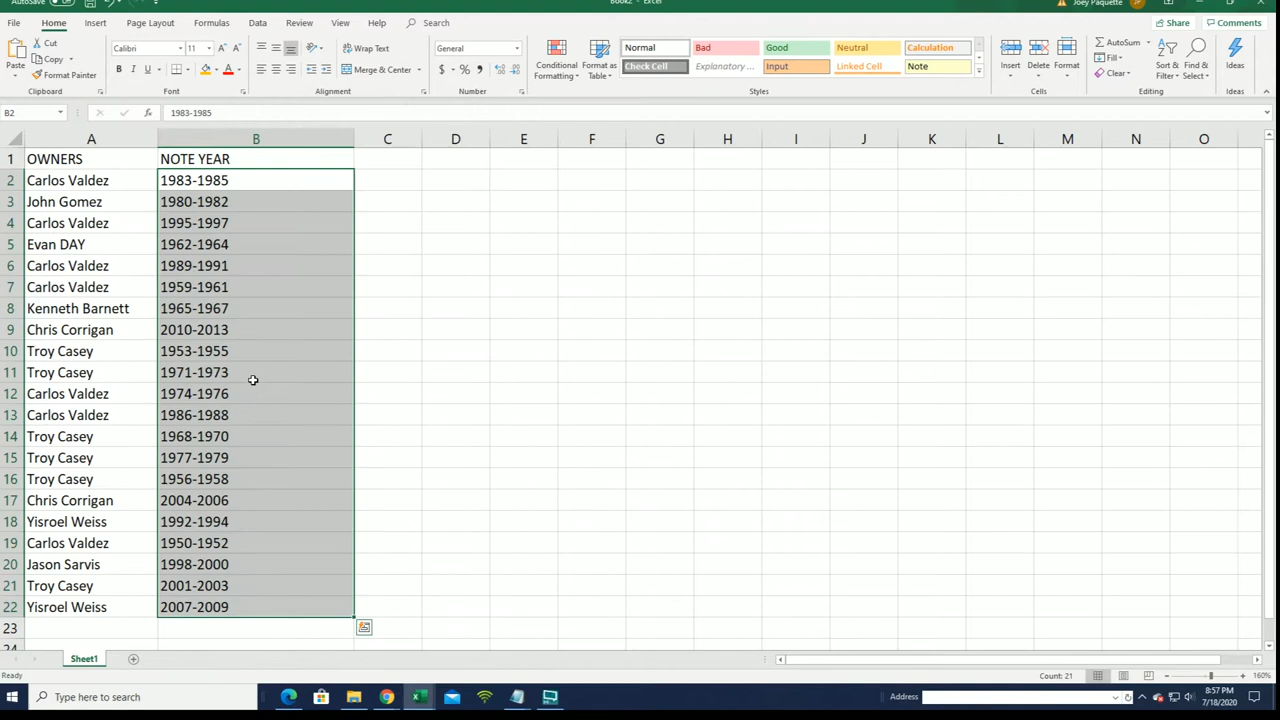 AutoSave Off Book2 - Excel Joey Paquette JP
File Home Insert Page Layout Formulas Data Review View Help Search Share Comments
Paste Cut Copy Format Painter Clipboard
Calibri 11 A A B I U A Font
Wrap Text Merge & Center Alignment
General $ % , Number
Conditional Formatting Format as Table
Normal Bad Good Neutral Calculation
Check Cell Explanatory ... Input Linked Cell Note
Styles
Insert Delete Format Cells
AutoSum Fill Clear Sort & Filter Find & Select Editing
Ideas Ideas
B2 fx 1983-1985
A B C D E F G H I J K L M N O
1 OWNERS NOTE YEAR
2 Carlos Valdez 1983-1985
3 John Gomez 1980-1982
4 Carlos Valdez 1995-1997
5 Evan DAY 1962-1964
6 Carlos Valdez 1989-1991
7 Carlos Valdez 1959-1961
8 Kenneth Barnett 1965-1967
9 Chris Corrigan 2010-2013
10 Troy Casey 1953-1955
11 Troy Casey 1971-1973
12 Carlos Valdez 1974-1976
13 Carlos Valdez 1986-1988
14 Troy Casey 1968-1970
15 Troy Casey 1977-1979
16 Troy Casey 1956-1958
17 Chris Corrigan 2004-2006
18 Yisroel Weiss 1992-1994
19 Carlos Valdez 1950-1952
20 Jason Sarvis 1998-2000
21 Troy Casey 2001-2003
22 Yisroel Weiss 2007-2009
23
24
Sheet1
Ready Count: 21 160%
Type here to search Address 8:57 PM
7/18/2020